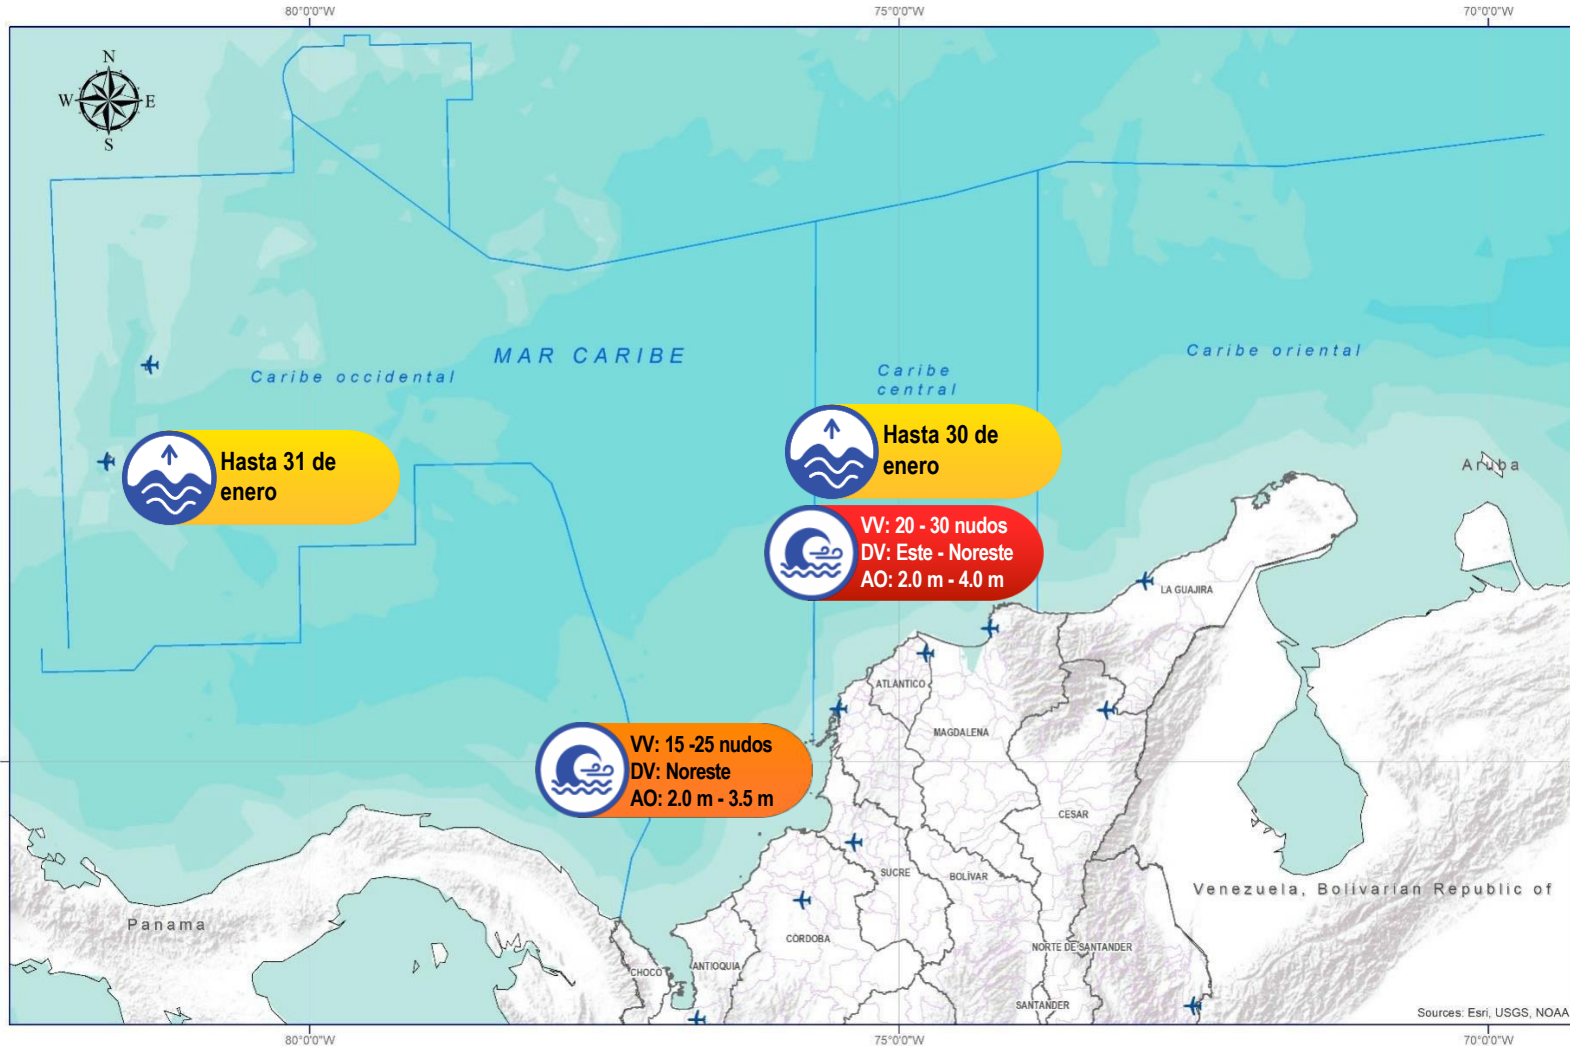 80°0'0"W
75°0'0"W
70°0'0"W
N
W
E
S
MAR CARIBE
Caribe occidental
Caribe
central
Caribe oriental
Hasta 31 de
enero
Hasta 30 de
enero
VV: 20 - 30 nudos
DV: Este - Noreste
AO: 2.0 m - 4.0 m
VV: 15 -25 nudos
DV: Noreste
AO: 2.0 m - 3.5 m
Aruba
LA GUAJIRA
ATLÁNTICO
MAGDALENA
CESAR
SUCRE
BOLÍVAR
Venezuela, Bolivarian Republic of
Panama
CÓRDOBA
NORTE DE SANTANDER
ANTIOQUIA
CHOCÓ
SANTANDER
Sources: Esri, USGS, NOAA
80°0'0"W
75°0'0"W
70°0'0"W